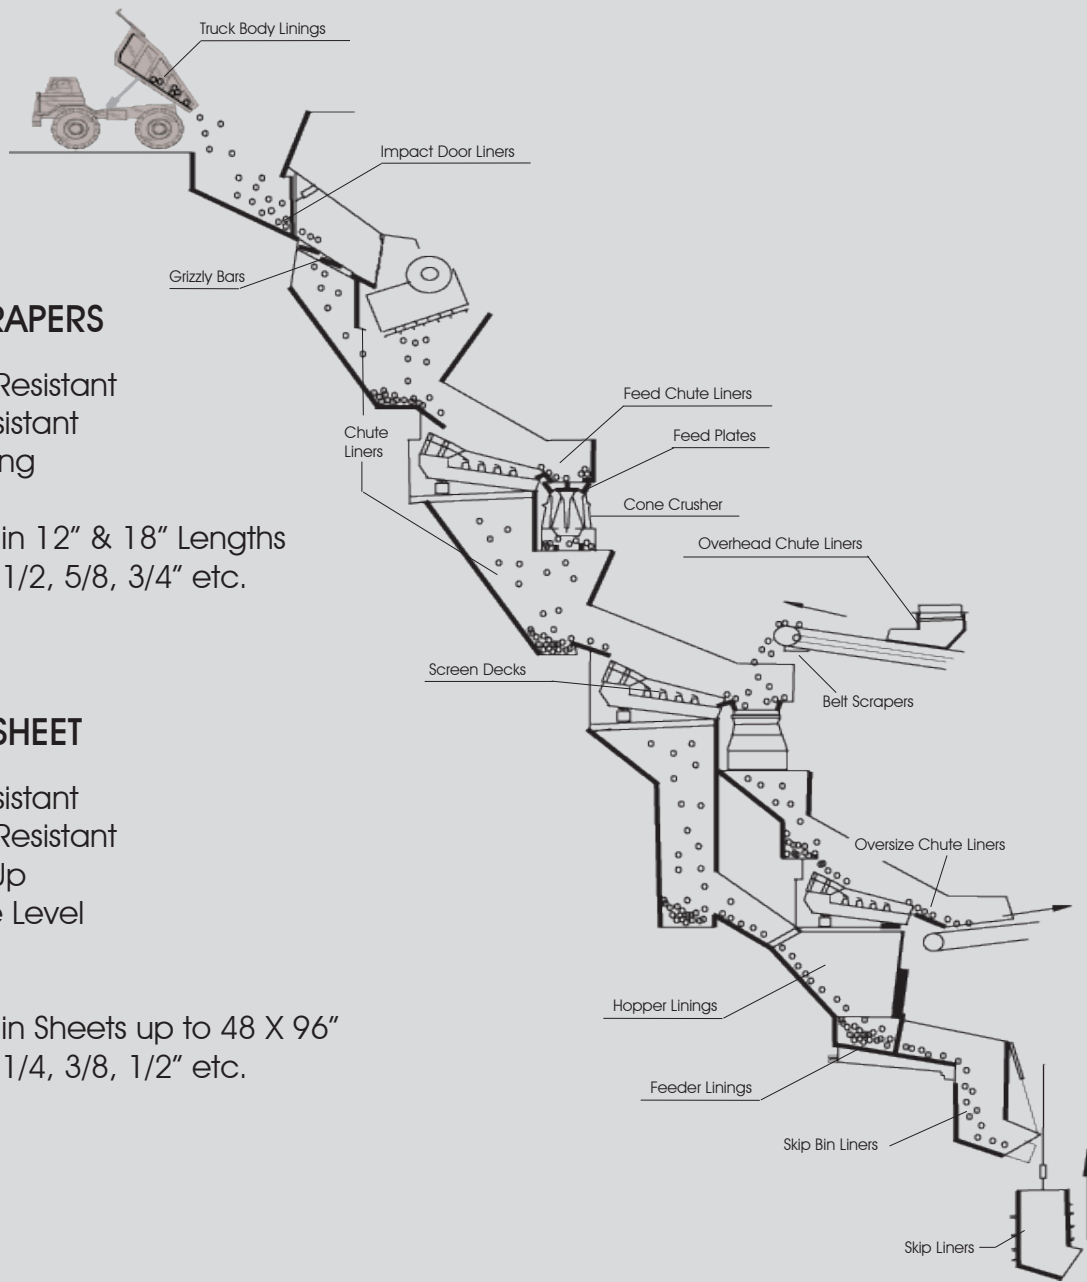 Truck Body Linings
Impact Door Liners
Grizzly Bars
RAPERS
Resistant
sistant
ng
in 12” & 18” Lengths
1/2, 5/8, 3/4” etc.
Chute
Liners
Feed Chute Liners
Feed Plates
Cone Crusher
Overhead Chute Liners
Screen Decks
Belt Scrapers
SHEET
sistant
Resistant
Up
e Level
Oversize Chute Liners
in Sheets up to 48 X 96”
1/4, 3/8, 1/2” etc.
Hopper Linings
Feeder Linings
Skip Bin Liners
Skip Liners